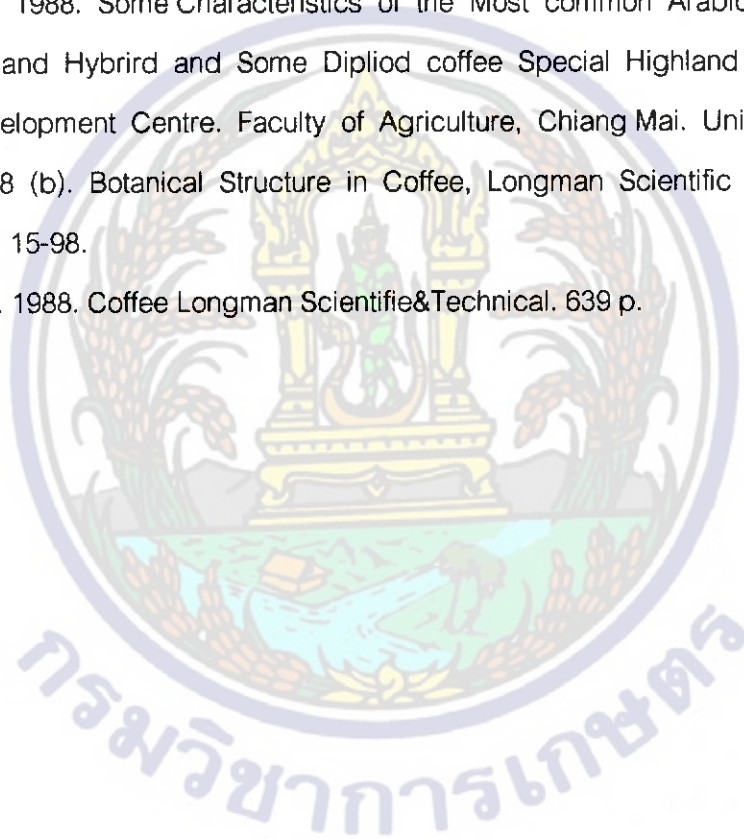 1988. Some Characteristics of the Most common Arabic
and Hybrird and Some Dipliod coffee Special Highland
elopment Centre. Faculty of Agriculture, Chiang Mai. Uni
8 (b). Botanical Structure in Coffee, Longman Scientific
15-98.
. 1988. Coffee Longman Scientifie&Technical. 639 p.
กรมวิชาการเกษตร